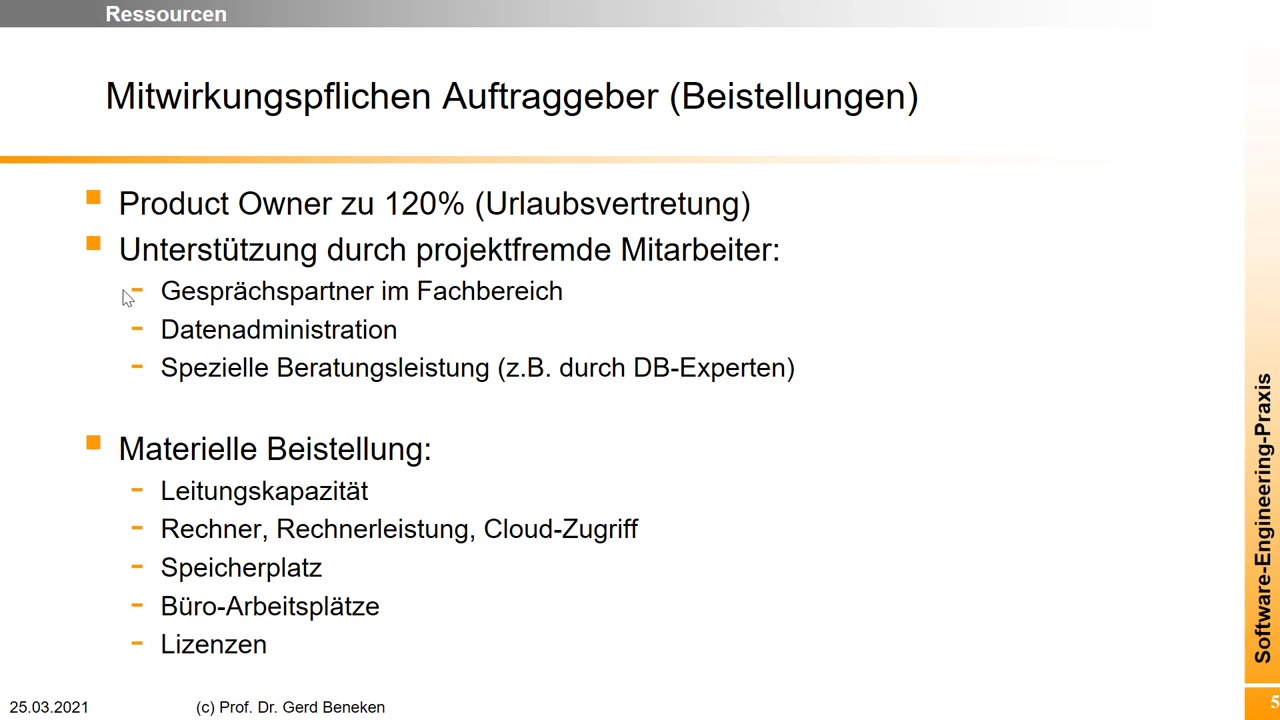 Ressourcen
Mitwirkungspflichen Auftraggeber (Beistellungen)
Product Owner zu 120% (Urlaubsvertretung)
Unterstützung durch projektfremde Mitarbeiter:
Gesprächspartner im Fachbereich
Datenadministration
Spezielle Beratungsleistung (z.B. durch DB-Experten)
Materielle Beistellung:
Leitungskapazität
Rechner, Rechnerleistung, Cloud-Zugriff
Speicherplatz
Büro-Arbeitsplätze
Lizenzen
Software-Engineering-Praxis
25.03.2021
(c) Prof. Dr. Gerd Beneken
5